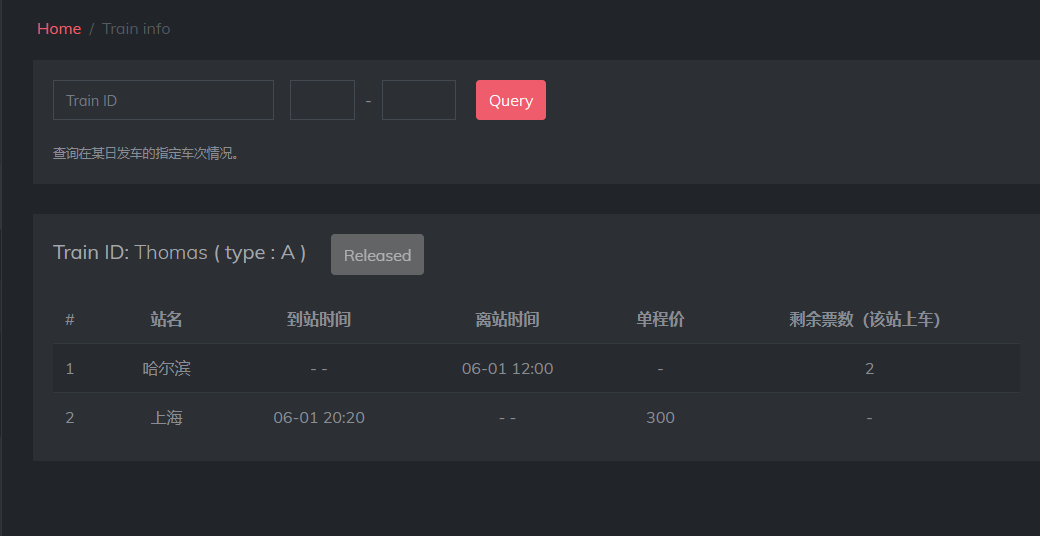 Home / Train info
Train ID - Query
查询在某日发车的指定车次情况。
Train ID: Thomas ( type : A ) Released
# 站名 到站时间 离站时间 单程价 剩余票数（该站上车）
1 哈尔滨 - - 06-01 12:00 - 2
2 上海 06-01 20:20 - - 300 -